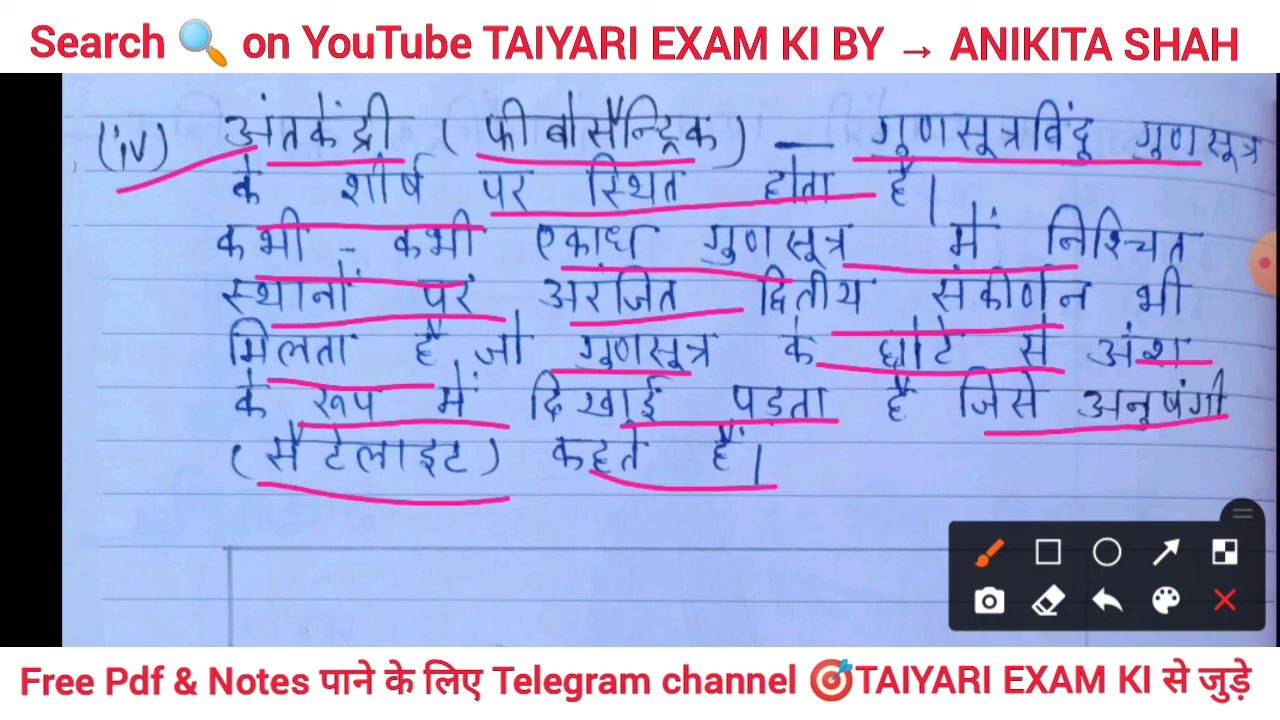 Search 🔍 on YouTube TAIYARI EXAM KI BY → ANIKITA SHAH
(iv) अंतकेंद्री (फीबोसैन्ट्रिक) — गुणसूत्रबिंदु गुणसूत्र
के शीर्ष पर स्थित होता है।
कभी - कभी एकाध गुणसूत्र में निश्चित
स्थानों पर अरंजित द्वितीय संकीर्णन भी
मिलता है, जो गुणसूत्र के छोटे से अंश
के रूप में दिखाई पड़ता है जिसे अनुषंगी
(सैटेलाइट) कहते हैं।
Free Pdf & Notes पाने के लिए Telegram channel 🎯TAIYARI EXAM KI से जुड़े